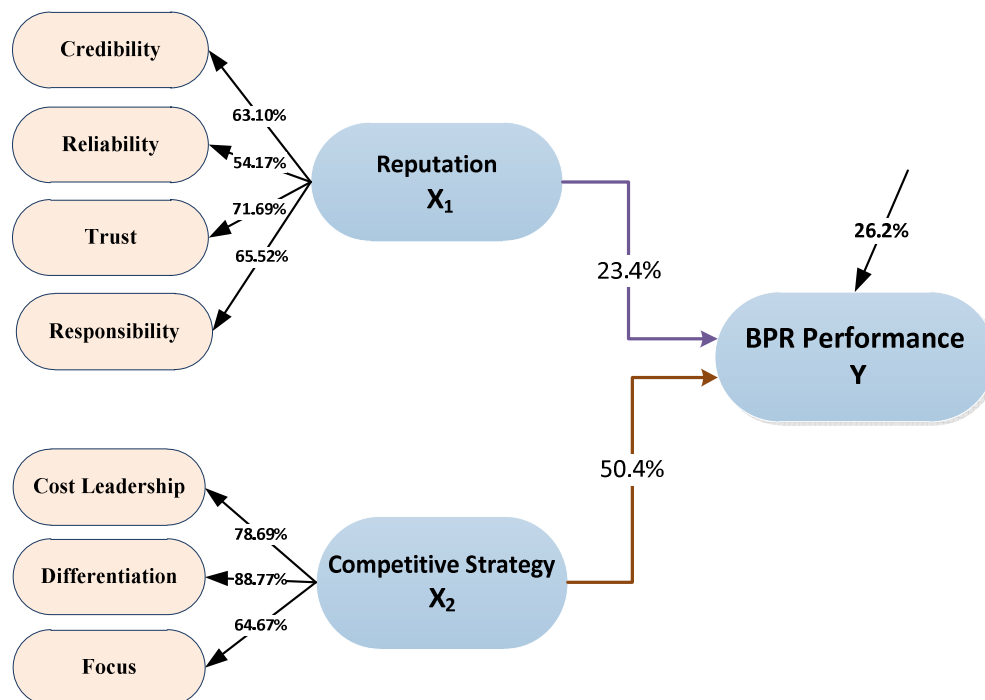 Credibility
63.10%
Reliability
54.17%
Reputation
X₁
71.69%
Trust
65.52%
Responsibility
23.4%
26.2%
BPR Performance
Y
50.4%
Cost Leadership
78.69%
Differentiation
88.77%
Competitive Strategy
X₂
64.67%
Focus